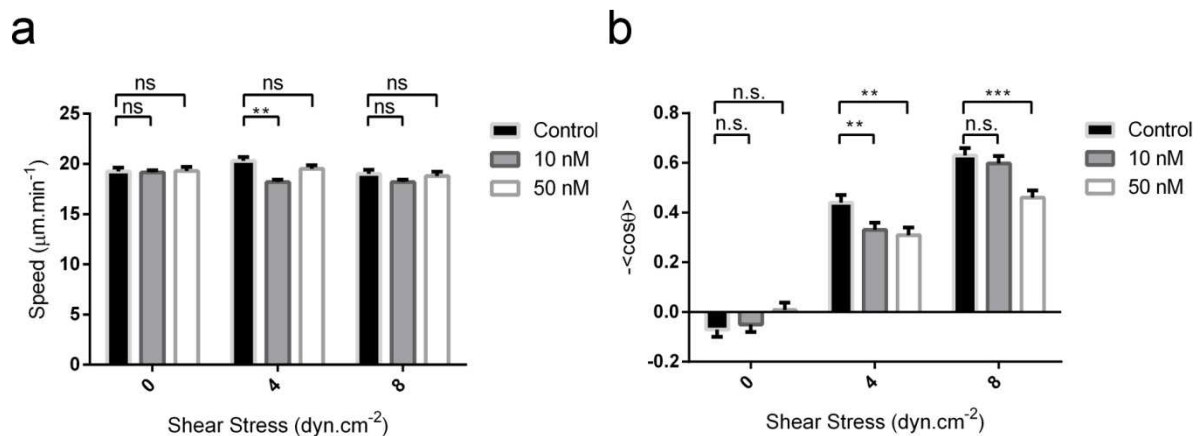 a
ns ns ns
ns ** ns
25
20
15
10
5
0
Speed (μm.min-1)
0 4 8
Shear Stress (dyn.cm-2)
Control
10 nM
50 nM
b
n.s. ** ***
n.s. ** n.s.
0.8
0.6
0.4
0.2
0.0
-0.2
-<cosθ>
0 4 8
Shear Stress (dyn.cm-2)
Control
10 nM
50 nM